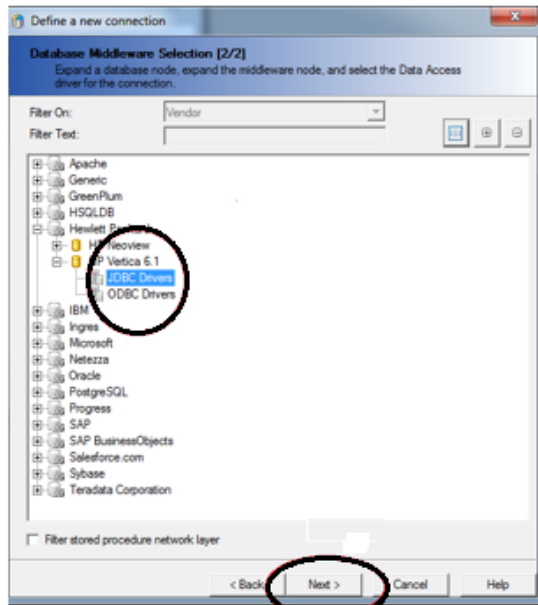 Define a new connection
Database Middleware Selection [2/2]
Expand a database node, expand the middleware node, and select the Data Access
driver for the connection.
Filter On:
Vendor
Filter Text:
Apache
Generic
GreenPlum
HSQLDB
Hewlett Packard
HP Neoview
HP Vertica 6.1
JDBC Drivers
ODBC Drivers
IBM
Ingres
Microsoft
Netezza
Oracle
PostgreSQL
Progress
SAP
SAP BusinessObjects
Salesforce.com
Sybase
Teradata Corporation
Filter stored procedure network layer
< Back Next > Cancel Help